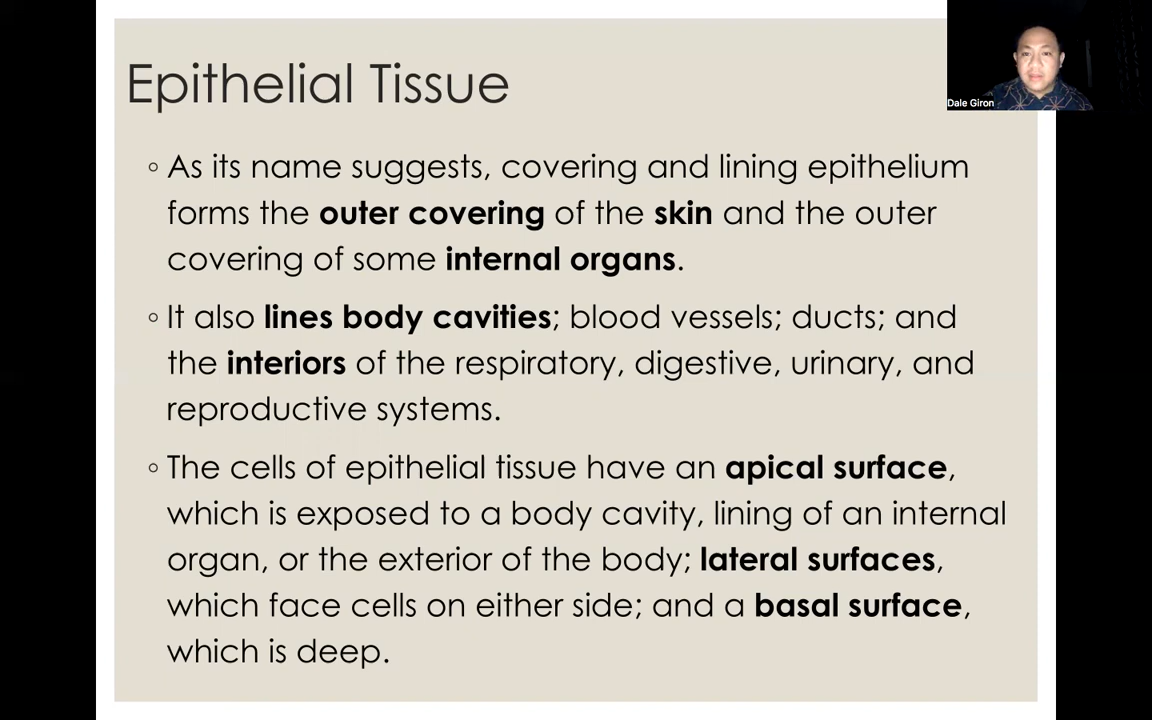 Epithelial Tissue
Dale Giron
◦ As its name suggests, covering and lining epithelium
forms the outer covering of the skin and the outer
covering of some internal organs.
◦ It also lines body cavities; blood vessels; ducts; and
the interiors of the respiratory, digestive, urinary, and
reproductive systems.
◦ The cells of epithelial tissue have an apical surface,
which is exposed to a body cavity, lining of an internal
organ, or the exterior of the body; lateral surfaces,
which face cells on either side; and a basal surface,
which is deep.